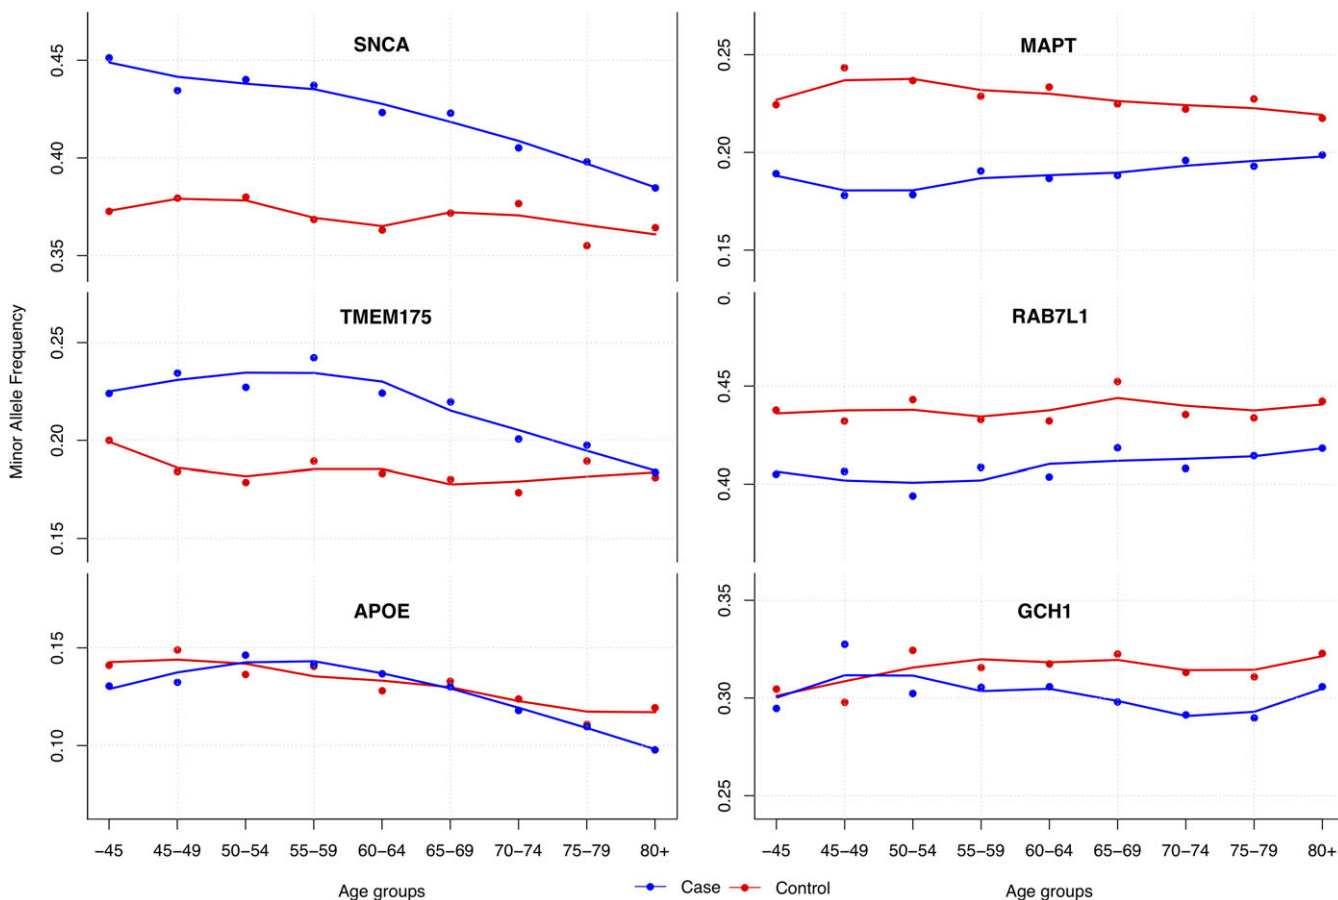 Minor Allele Frequency
SNCA
0.45
0.40
0.35
MAPT
0.25
0.20
0.15
TMEM175
0.25
0.20
0.15
RAB7L1
0.
0.45
0.40
APOE
0.15
0.10
GCH1
0.35
0.30
0.25
−45 45−49 50−54 55−59 60−64 65−69 70−74 75−79 80+
−45 45−49 50−54 55−59 60−64 65−69 70−74 75−79 80+
Age groups
Case Control
Age groups